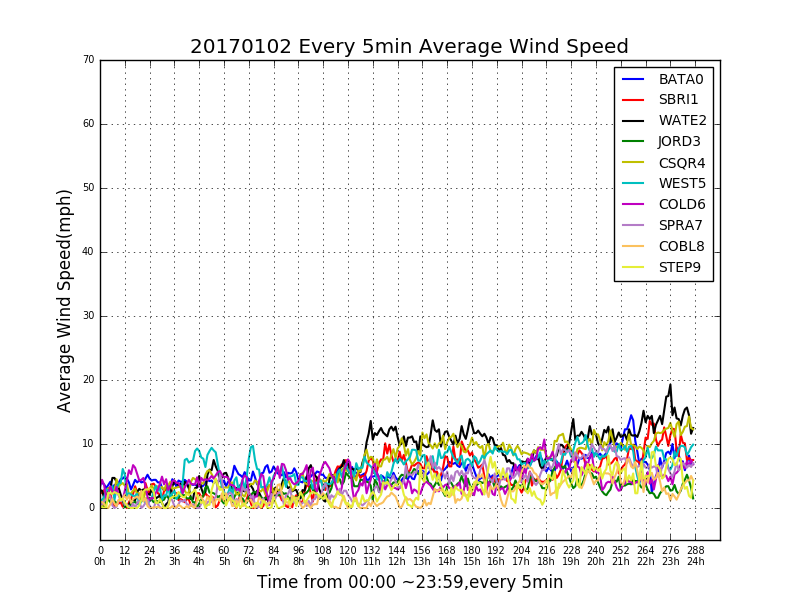 20170102 Every 5min Average Wind Speed
70
60
50
40
30
20
10
0
Average Wind Speed(mph)
BATA0
SBRI1
WATE2
JORD3
CSQR4
WEST5
COLD6
SPRA7
COBL8
STEP9
0 12 24 36 48 60 72 84 96 108 120 132 144 156 168 180 192 204 216 228 240 252 264 276 288
0h 1h 2h 3h 4h 5h 6h 7h 8h 9h 10h 11h 12h 13h 14h 15h 16h 17h 18h 19h 20h 21h 22h 23h 24h
Time from 00:00 ~23:59,every 5min